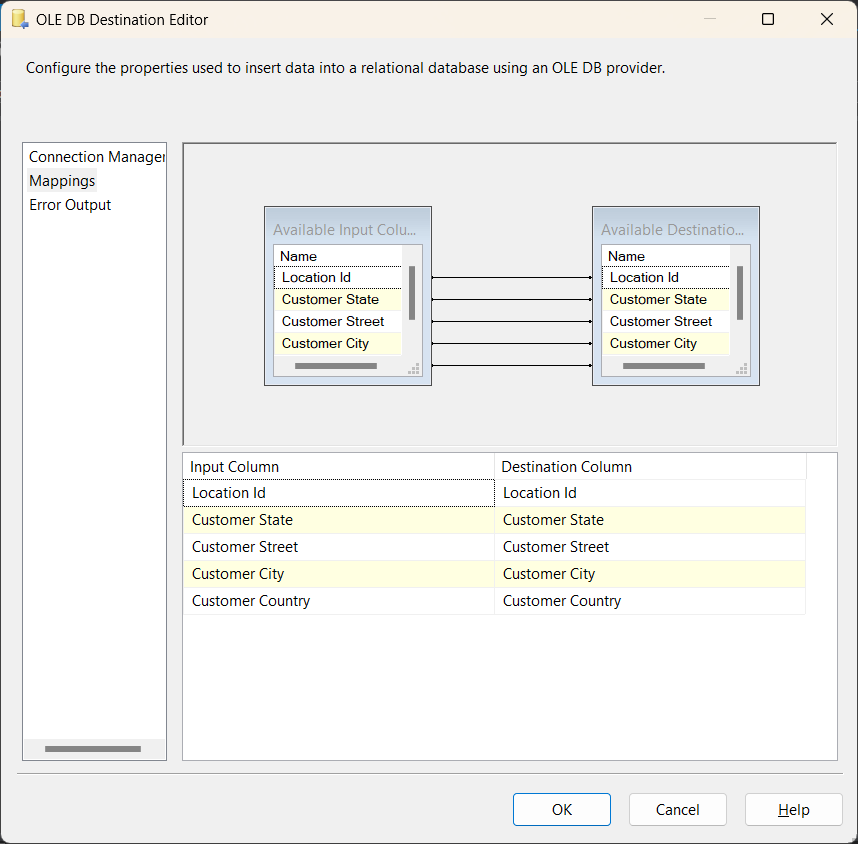 OLE DB Destination Editor
Configure the properties used to insert data into a relational database using an OLE DB provider.
Connection Manager
Mappings
Error Output
Available Input Colu...
Name
Location Id
Customer State
Customer Street
Customer City
Available Destinatio...
Name
Location Id
Customer State
Customer Street
Customer City
Input Column Destination Column
Location Id Location Id
Customer State Customer State
Customer Street Customer Street
Customer City Customer City
Customer Country Customer Country
OK Cancel Help